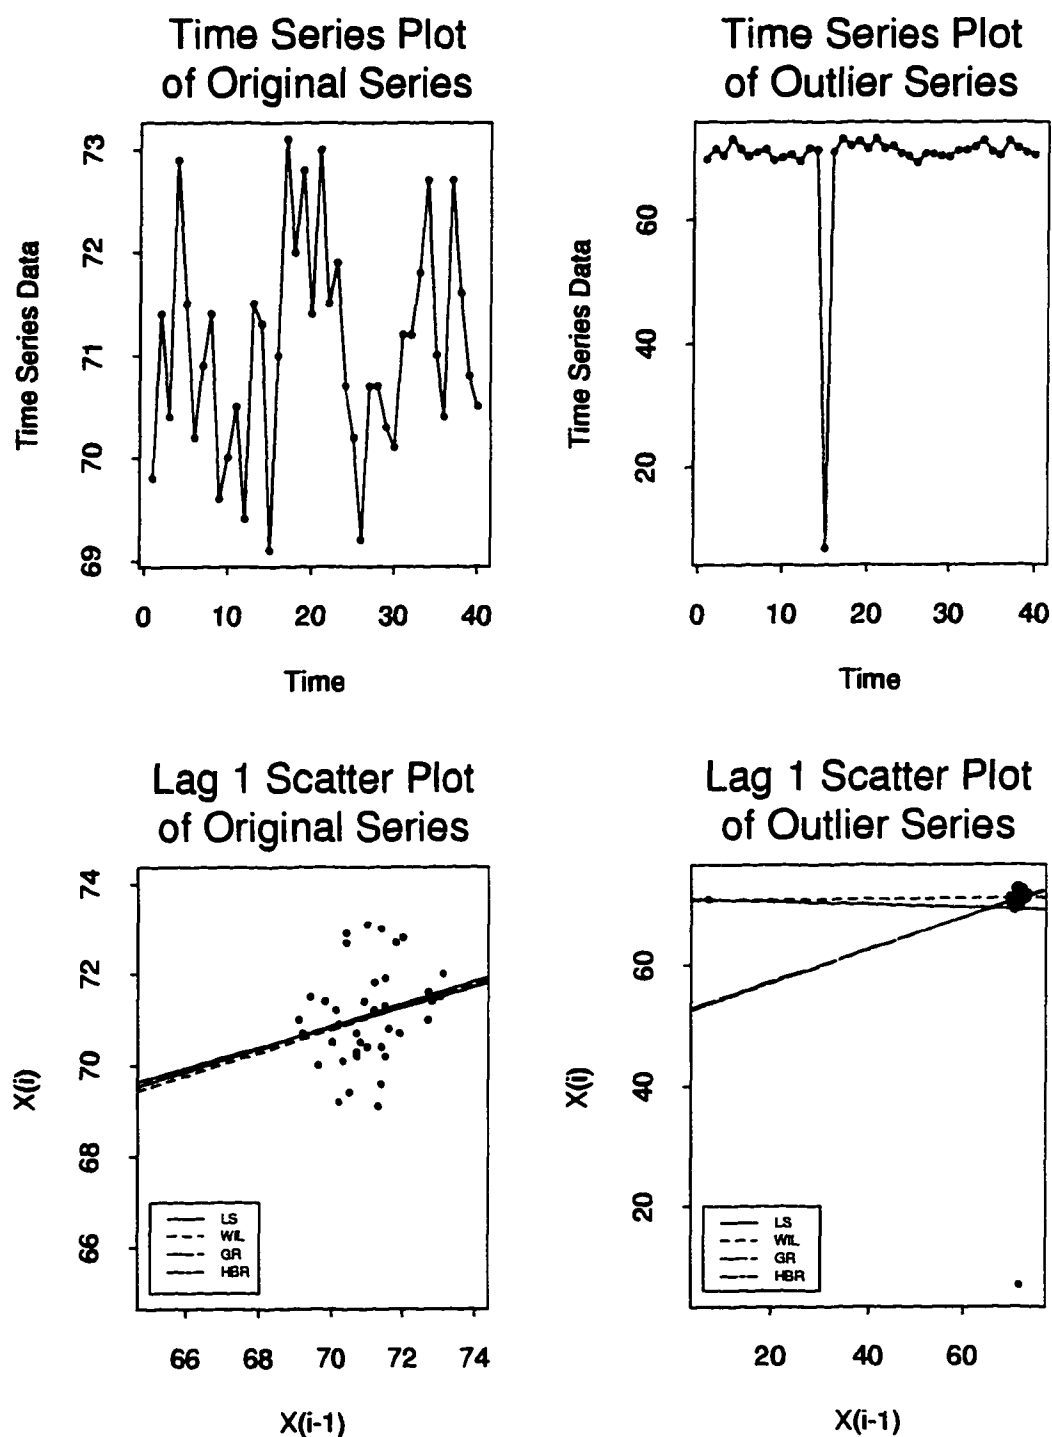 Time Series Plot
of Original Series
Time Series Data
73
72
71
70
69
0 10 20 30 40
Time
Time Series Plot
of Outlier Series
Time Series Data
60
40
20
0 10 20 30 40
Time
Lag 1 Scatter Plot
of Original Series
X(i)
74
72
70
68
66
LS
WIL
GR
HBR
66 68 70 72 74
X(i-1)
Lag 1 Scatter Plot
of Outlier Series
X(i)
60
40
20
LS
WIL
GR
HBR
20 40 60
X(i-1)